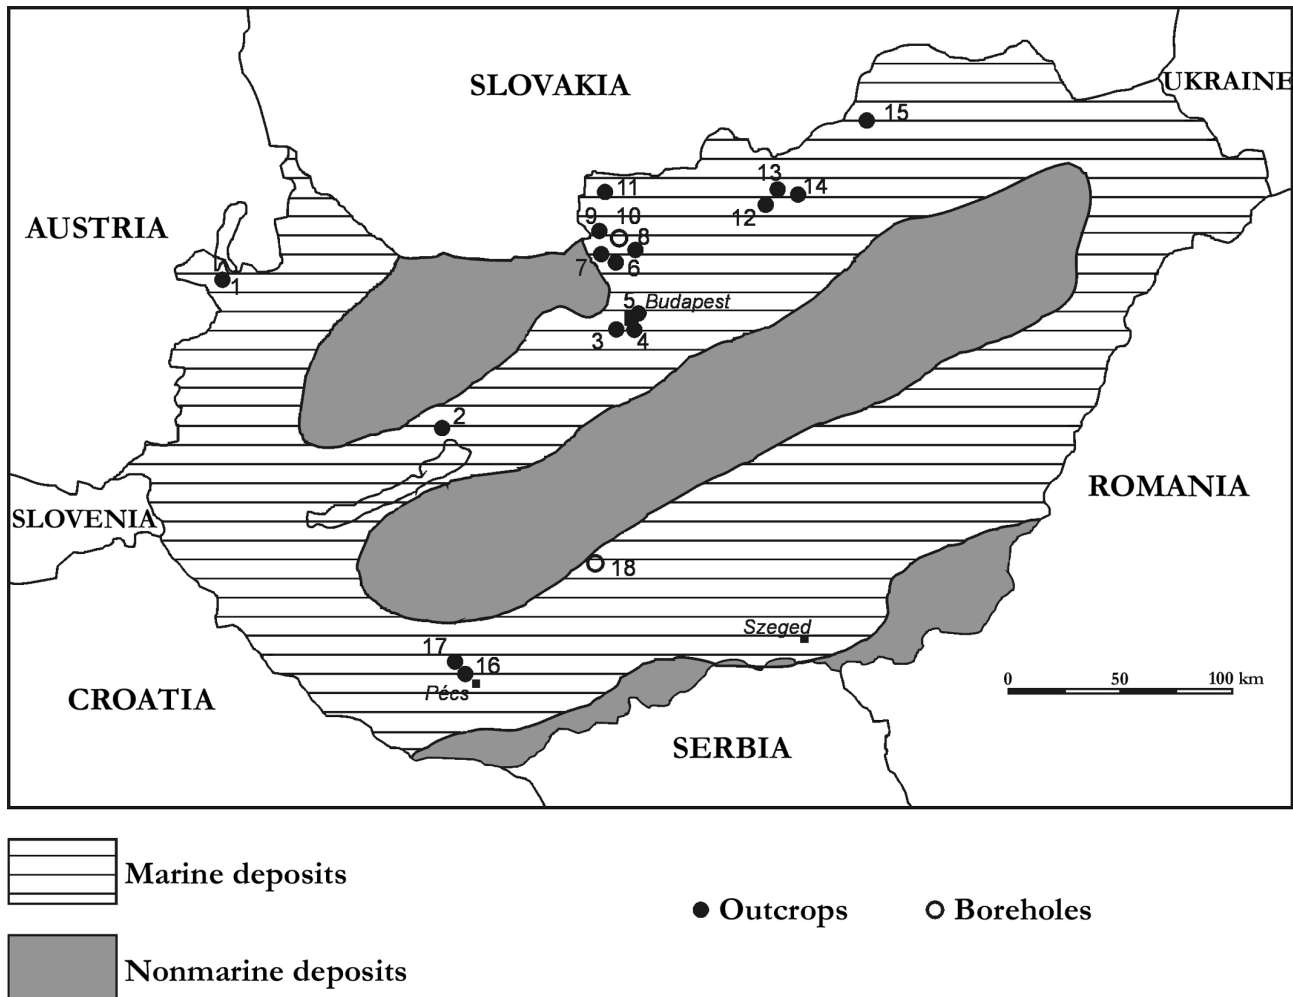 SLOVAKIA
UKRAINE
15
13
14
11
12
AUSTRIA
9 10
8
7
6
1
5 Budapest
3
4
2
ROMANIA
SLOVENIA
18
Szeged
17
16
Pécs
0 50 100 km
CROATIA
SERBIA
Marine deposits
Outcrops
Boreholes
Nonmarine deposits